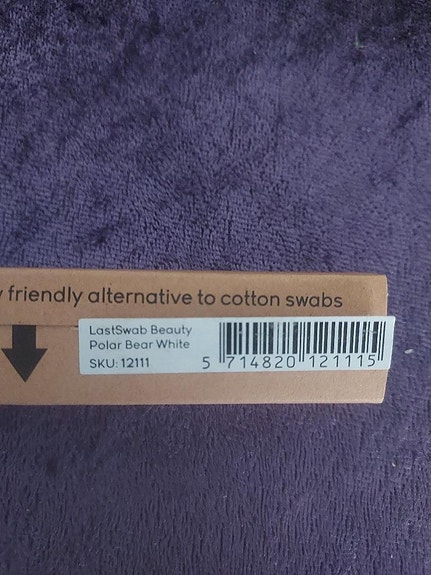 friendly alternative to cotton swabs
LastSwab Beauty
Polar Bear White
SKU: 12111
5 714820 121115